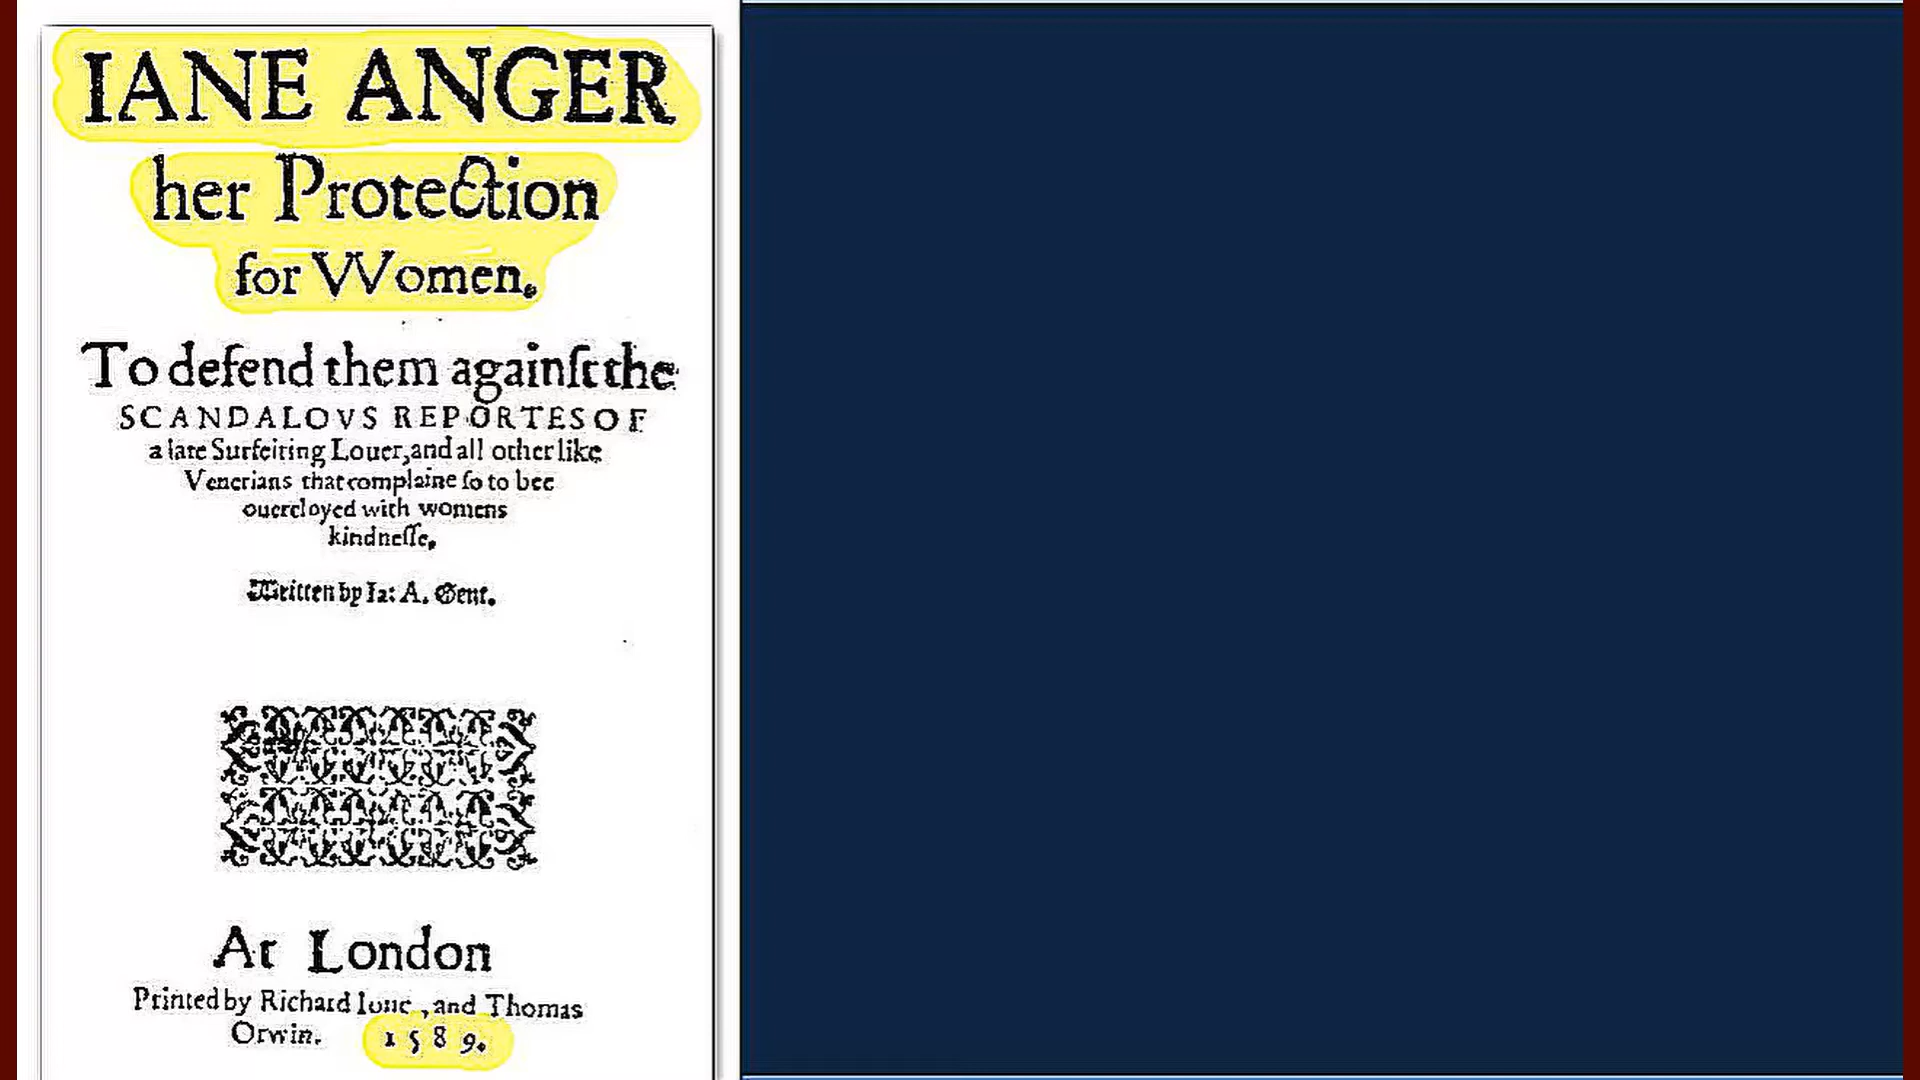 IANE ANGER
her Protection
for VVomen.
To defend them againſt the
SCANDALOVS REPORTES OF
a late Surfeiting Louer, and all other like
Venerians that complaine ſo to bee
ouercloyed with womens
kindneſſe.
Written by Ia: A. Gent.
At London
Printed by Richard Ione, and Thomas
Orwin. 1589.